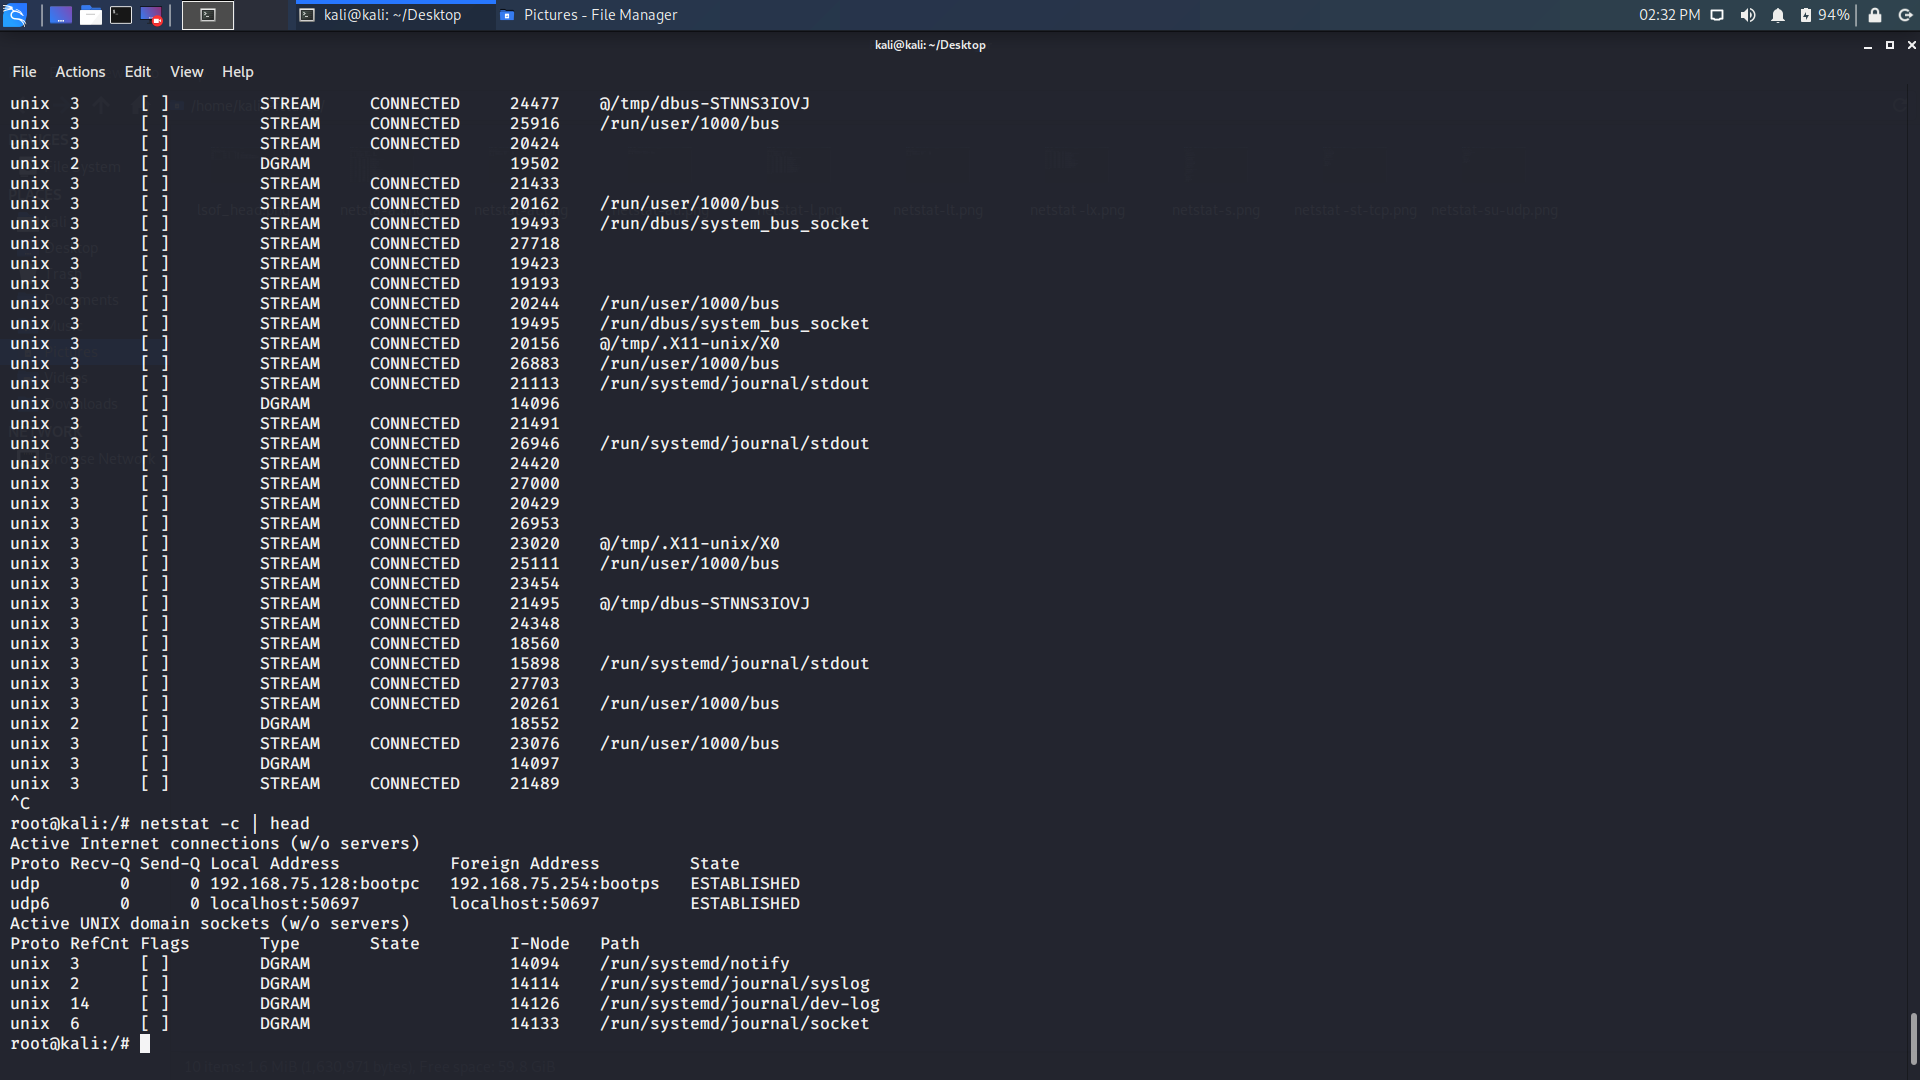 kali@kali: ~/Desktop
Pictures - File Manager
02:32 PM
94%
kali@kali: ~/Desktop
File Actions Edit View Help
unix  3      [ ]         STREAM     CONNECTED     24477    @/tmp/dbus-STNNS3IOVJ
unix  3      [ ]         STREAM     CONNECTED     25916    /run/user/1000/bus
unix  3      [ ]         STREAM     CONNECTED     20424
unix  2      [ ]         DGRAM                    19502
unix  3      [ ]         STREAM     CONNECTED     21433
unix  3      [ ]         STREAM     CONNECTED     20162    /run/user/1000/bus
unix  3      [ ]         STREAM     CONNECTED     19493    /run/dbus/system_bus_socket
unix  3      [ ]         STREAM     CONNECTED     27718
unix  3      [ ]         STREAM     CONNECTED     19423
unix  3      [ ]         STREAM     CONNECTED     19193
unix  3      [ ]         STREAM     CONNECTED     20244    /run/user/1000/bus
unix  3      [ ]         STREAM     CONNECTED     19495    /run/dbus/system_bus_socket
unix  3      [ ]         STREAM     CONNECTED     20156    @/tmp/.X11-unix/X0
unix  3      [ ]         STREAM     CONNECTED     26883    /run/user/1000/bus
unix  3      [ ]         STREAM     CONNECTED     21113    /run/systemd/journal/stdout
unix  3      [ ]         DGRAM                    14096
unix  3      [ ]         STREAM     CONNECTED     21491
unix  3      [ ]         STREAM     CONNECTED     26946    /run/systemd/journal/stdout
unix  3      [ ]         STREAM     CONNECTED     24420
unix  3      [ ]         STREAM     CONNECTED     27000
unix  3      [ ]         STREAM     CONNECTED     20429
unix  3      [ ]         STREAM     CONNECTED     26953
unix  3      [ ]         STREAM     CONNECTED     23020    @/tmp/.X11-unix/X0
unix  3      [ ]         STREAM     CONNECTED     25111    /run/user/1000/bus
unix  3      [ ]         STREAM     CONNECTED     23454
unix  3      [ ]         STREAM     CONNECTED     21495    @/tmp/dbus-STNNS3IOVJ
unix  3      [ ]         STREAM     CONNECTED     24348
unix  3      [ ]         STREAM     CONNECTED     18560
unix  3      [ ]         STREAM     CONNECTED     15898    /run/systemd/journal/stdout
unix  3      [ ]         STREAM     CONNECTED     27703
unix  3      [ ]         STREAM     CONNECTED     20261    /run/user/1000/bus
unix  2      [ ]         DGRAM                    18552
unix  3      [ ]         STREAM     CONNECTED     23076    /run/user/1000/bus
unix  3      [ ]         DGRAM                    14097
unix  3      [ ]         STREAM     CONNECTED     21489
^C
root@kali:/# netstat -c | head
Active Internet connections (w/o servers)
Proto Recv-Q Send-Q Local Address           Foreign Address         State
udp        0      0 192.168.75.128:bootpc   192.168.75.254:bootps   ESTABLISHED
udp6       0      0 localhost:50697         localhost:50697         ESTABLISHED
Active UNIX domain sockets (w/o servers)
Proto RefCnt Flags       Type       State         I-Node   Path
unix  3      [ ]         DGRAM                    14094    /run/systemd/notify
unix  2      [ ]         DGRAM                    14114    /run/systemd/journal/syslog
unix  14     [ ]         DGRAM                    14126    /run/systemd/journal/dev-log
unix  6      [ ]         DGRAM                    14133    /run/systemd/journal/socket
root@kali:/#